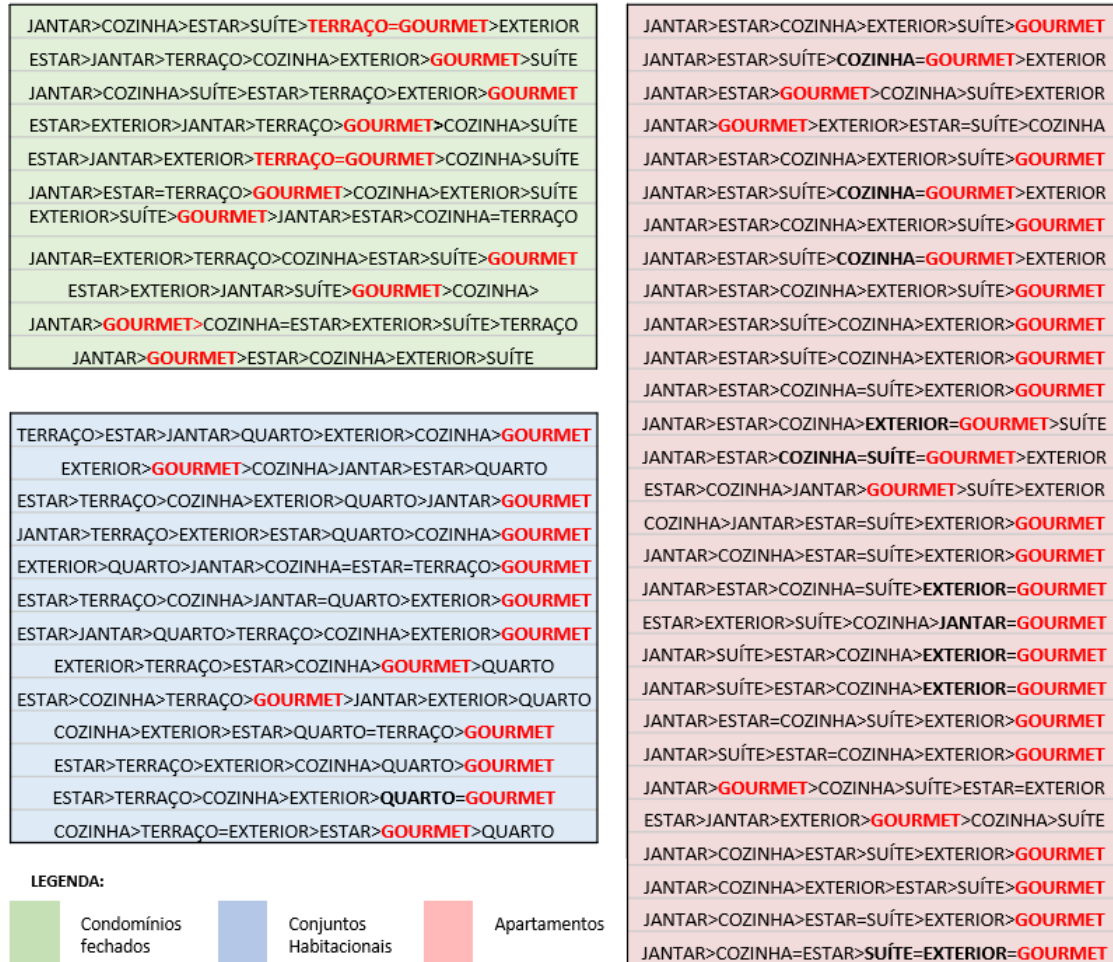 JANTAR>COZINHA>ESTAR>SUÍTE>TERRAÇO=GOURMET>EXTERIOR
ESTAR>JANTAR>TERRAÇO>COZINHA>EXTERIOR>GOURMET>SUÍTE
JANTAR>COZINHA>SUÍTE>ESTAR>TERRAÇO>EXTERIOR>GOURMET
ESTAR>EXTERIOR>JANTAR>TERRAÇO>GOURMET>COZINHA>SUÍTE
ESTAR>JANTAR>EXTERIOR>TERRAÇO=GOURMET>COZINHA>SUÍTE
JANTAR>ESTAR=TERRAÇO>GOURMET>COZINHA>EXTERIOR>SUÍTE
EXTERIOR>SUÍTE>GOURMET>JANTAR>ESTAR>COZINHA=TERRAÇO
JANTAR=EXTERIOR>TERRAÇO>COZINHA>ESTAR>SUÍTE>GOURMET
ESTAR>EXTERIOR>JANTAR>SUÍTE>GOURMET>COZINHA>
JANTAR>GOURMET>COZINHA=ESTAR>EXTERIOR>SUÍTE>TERRAÇO
JANTAR>GOURMET>ESTAR>COZINHA>EXTERIOR>SUÍTE
TERRAÇO>ESTAR>JANTAR>QUARTO>EXTERIOR>COZINHA>GOURMET
EXTERIOR>GOURMET>COZINHA>JANTAR>ESTAR>QUARTO
ESTAR>TERRAÇO>COZINHA>EXTERIOR>QUARTO>JANTAR>GOURMET
JANTAR>TERRAÇO>EXTERIOR>ESTAR>QUARTO>COZINHA>GOURMET
EXTERIOR>QUARTO>JANTAR>COZINHA=ESTAR=TERRAÇO>GOURMET
ESTAR>TERRAÇO>COZINHA>JANTAR=QUARTO>EXTERIOR>GOURMET
ESTAR>JANTAR>QUARTO>TERRAÇO>COZINHA>EXTERIOR>GOURMET
EXTERIOR>TERRAÇO>ESTAR>COZINHA>GOURMET>QUARTO
ESTAR>COZINHA>TERRAÇO>GOURMET>JANTAR>EXTERIOR>QUARTO
COZINHA>EXTERIOR>ESTAR>QUARTO=TERRAÇO>GOURMET
ESTAR>TERRAÇO>EXTERIOR>COZINHA>QUARTO>GOURMET
ESTAR>TERRAÇO>COZINHA>EXTERIOR>QUARTO=GOURMET
COZINHA>TERRAÇO=EXTERIOR>ESTAR>GOURMET>QUARTO
JANTAR>ESTAR>COZINHA>EXTERIOR>SUÍTE>GOURMET
JANTAR>ESTAR>SUÍTE>COZINHA=GOURMET>EXTERIOR
JANTAR>ESTAR>GOURMET>COZINHA>SUÍTE>EXTERIOR
JANTAR>GOURMET>EXTERIOR>ESTAR=SUÍTE>COZINHA
JANTAR>ESTAR>COZINHA>EXTERIOR>SUÍTE>GOURMET
JANTAR>ESTAR>SUÍTE>COZINHA=GOURMET>EXTERIOR
JANTAR>ESTAR>COZINHA>EXTERIOR>SUÍTE>GOURMET
JANTAR>ESTAR>SUÍTE>COZINHA=GOURMET>EXTERIOR
JANTAR>ESTAR>COZINHA>EXTERIOR>SUÍTE>GOURMET
JANTAR>ESTAR>SUÍTE>COZINHA>EXTERIOR>GOURMET
JANTAR>ESTAR>SUÍTE>COZINHA>EXTERIOR>GOURMET
JANTAR>ESTAR>COZINHA=SUÍTE>EXTERIOR>GOURMET
JANTAR>ESTAR>COZINHA>EXTERIOR=GOURMET>SUÍTE
JANTAR>ESTAR>COZINHA=SUÍTE=GOURMET>EXTERIOR
ESTAR>COZINHA>JANTAR>GOURMET>SUÍTE>EXTERIOR
COZINHA>JANTAR>ESTAR=SUÍTE>EXTERIOR>GOURMET
JANTAR>COZINHA>ESTAR=SUÍTE>EXTERIOR>GOURMET
JANTAR>ESTAR>COZINHA=SUÍTE>EXTERIOR=GOURMET
ESTAR>EXTERIOR>SUÍTE>COZINHA>JANTAR=GOURMET
JANTAR>SUÍTE>ESTAR>COZINHA>EXTERIOR=GOURMET
JANTAR>SUÍTE>ESTAR>COZINHA>EXTERIOR=GOURMET
JANTAR>ESTAR=COZINHA>SUÍTE>EXTERIOR>GOURMET
JANTAR>SUÍTE>ESTAR=COZINHA>EXTERIOR>GOURMET
JANTAR>GOURMET>COZINHA>SUÍTE>ESTAR=EXTERIOR
ESTAR>JANTAR>EXTERIOR>GOURMET>COZINHA>SUÍTE
JANTAR>COZINHA>ESTAR>SUÍTE>EXTERIOR>GOURMET
JANTAR>COZINHA>EXTERIOR>ESTAR>SUÍTE>GOURMET
JANTAR>COZINHA>ESTAR=SUÍTE>EXTERIOR>GOURMET
JANTAR>COZINHA=ESTAR>SUÍTE=EXTERIOR=GOURMET
LEGENDA:
Condomínios
fechados
Conjuntos
Habitacionais
Apartamentos